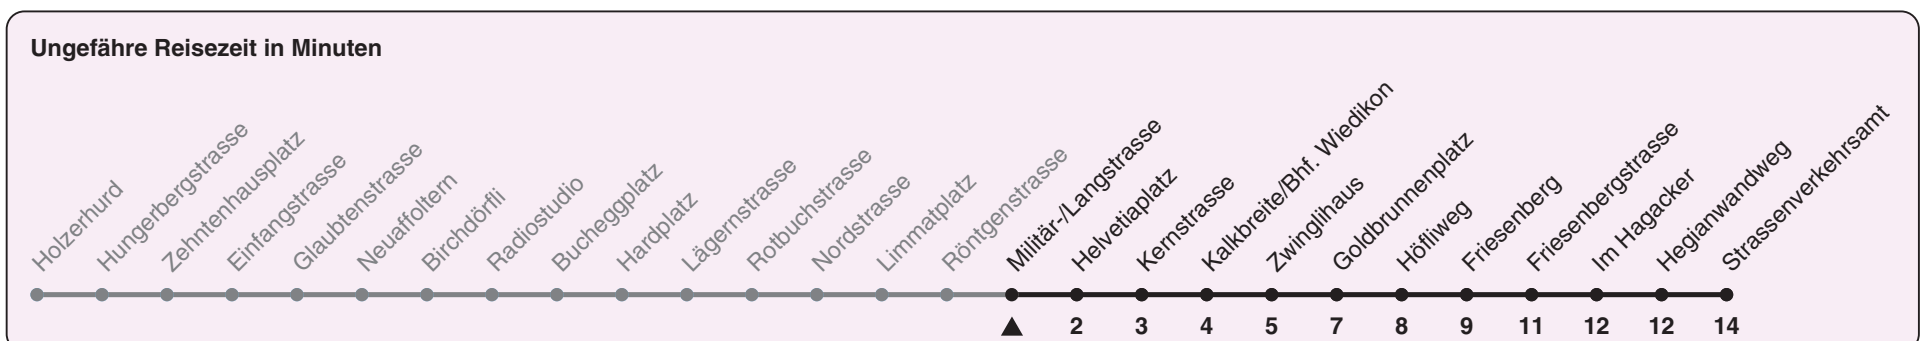 Ungefähre Reisezeit in Minuten
Holzerhurd
Hungerbergstrasse
Zehntenhausplatz
Einfangstrasse
Glaubtenstrasse
Neuaffoltern
Birchdörfli
Radiostudio
Bucheggplatz
Hardplatz
Lägernstrasse
Rotbuchstrasse
Nordstrasse
Limmatplatz
Röntgenstrasse
Militär-/Langstrasse
Helvetiaplatz
Kernstrasse
Kalkbreite/Bhf. Wiedikon
Zwinglihaus
Goldbrunnenplatz
Höfliweg
Friesenberg
Friesenbergstrasse
Im Hagacker
Hegianwandweg
Strassenverkehrsamt
2 3 4 5 7 8 9 11 12 12 14